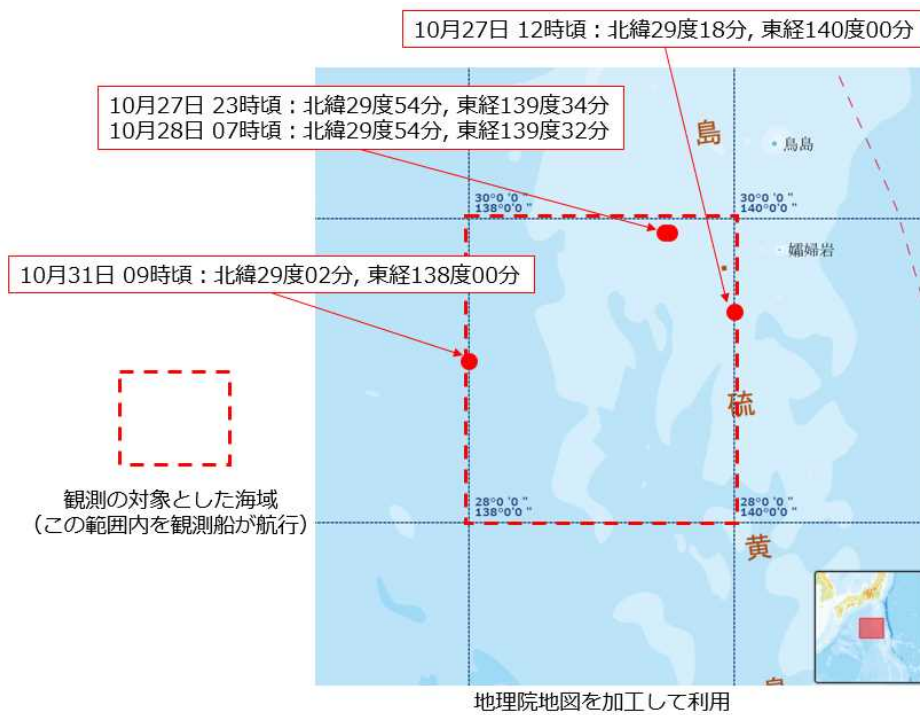 10月27日 12時頃：北緯29度18分, 東経140度00分
10月27日 23時頃：北緯29度54分, 東経139度34分
10月28日 07時頃：北緯29度54分, 東経139度32分
島
鳥島
30°0 '0 "
138°0'0 "
30°0 '0 "
140°0'0 "
孀婦岩
10月31日 09時頃：北緯29度02分, 東経138度00分
硫
観測の対象とした海域
（この範囲内を観測船が航行）
28°0 '0 "
138°0'0 "
28°0 '0 "
140°0'0 "
黄
島
地理院地図を加工して利用